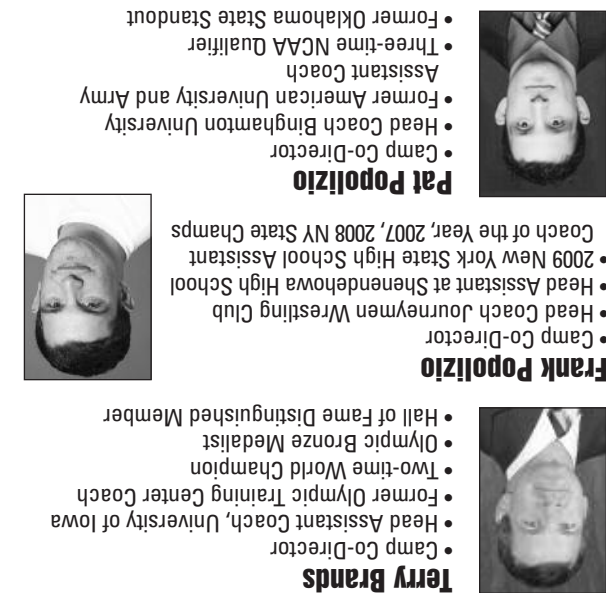 Terry Brands
• Camp Co-Director
• Head Assistant Coach, University of Iowa
• Former Olympic Training Center Coach
• Two-time World Champion
• Olympic Bronze Medalist
• Hall of Fame Distinguished Member
Frank Popolizio
• Camp Co-Director
• Head Coach Journeymen Wrestling Club
• Head Assistant at Shenendehowa High School
• 2009 New York State High School Assistant
Coach of the Year, 2007, 2008 NY State Champs
Pat Popolizio
• Camp Co-Director
• Head Coach Binghamton University
• Former American University and Army
Assistant Coach
• Three-time NCAA Qualifier
• Former Oklahoma State Standout